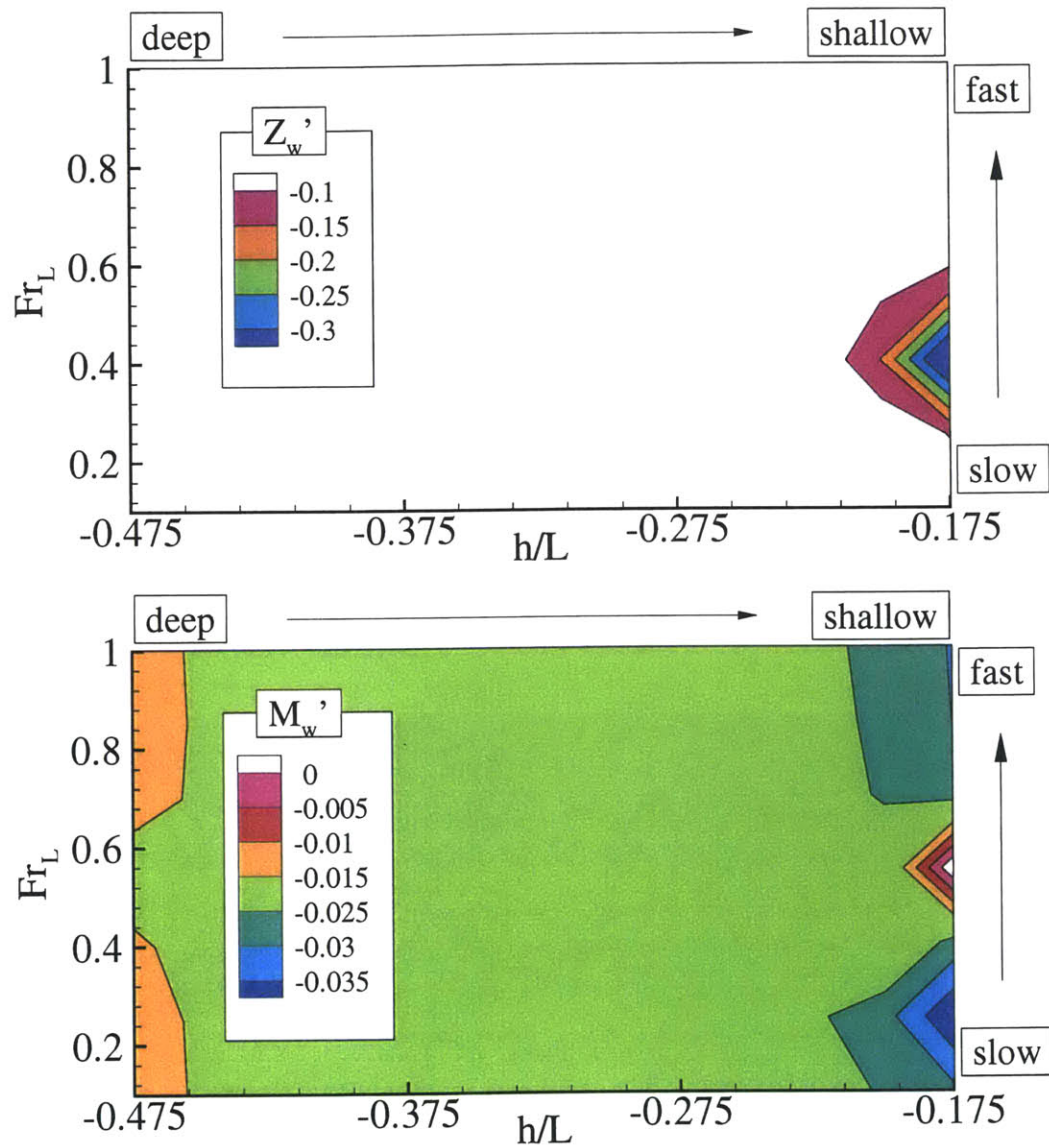 deep
shallow
1
fast
Z_w'
-0.1
0.8
-0.15
-0.2
Fr_L
0.6
-0.25
-0.3
0.4
0.2
slow
-0.475
-0.375
-0.275
-0.175
h/L
deep
shallow
1
fast
M_w'
0.8
0
-0.005
-0.01
Fr_L
0.6
-0.015
-0.025
0.4
-0.03
-0.035
0.2
slow
-0.475
-0.375
-0.275
-0.175
h/L